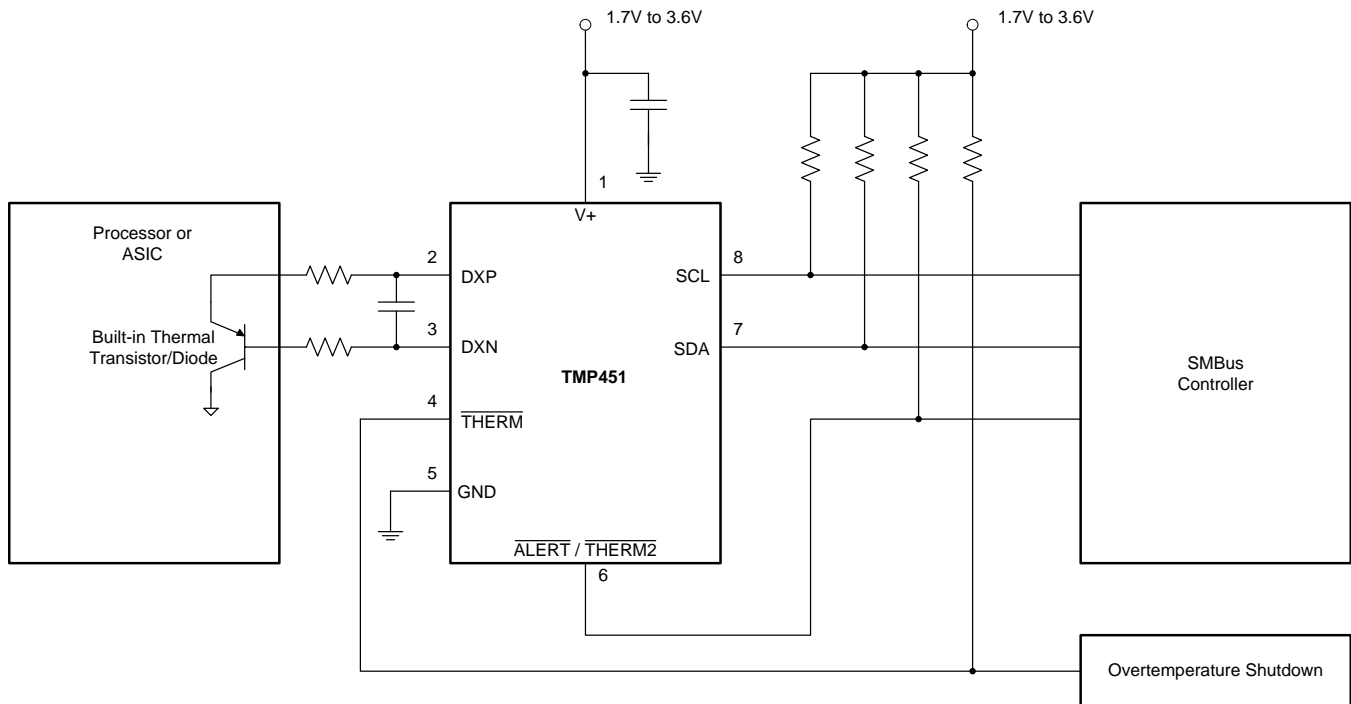 1.7V to 3.6V
1.7V to 3.6V
1
V+
Processor or
ASIC
Built-in Thermal
Transistor/Diode
2
DXP
3
DXN
TMP451
4
THERM
5
GND
ALERT / THERM2
6
SCL
8
SDA
7
SMBus
Controller
Overtemperature Shutdown